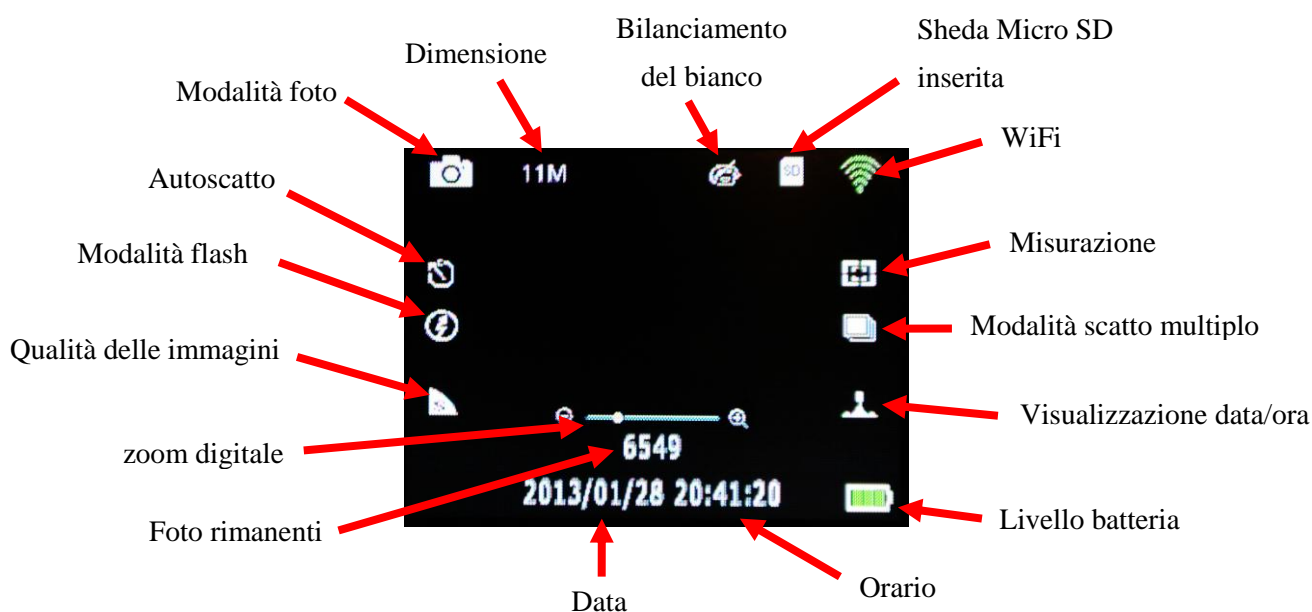 Bilanciamento
del bianco
Sheda Micro SD
inserita
Dimensione
Modalità foto
WiFi
11M
SD
Autoscatto
Misurazione
Modalità flash
Modalità scatto multiplo
Qualità delle immagini
Visualizzazione data/ora
zoom digitale
6549
2013/01/28 20:41:20
Foto rimanenti
Livello batteria
Data
Orario